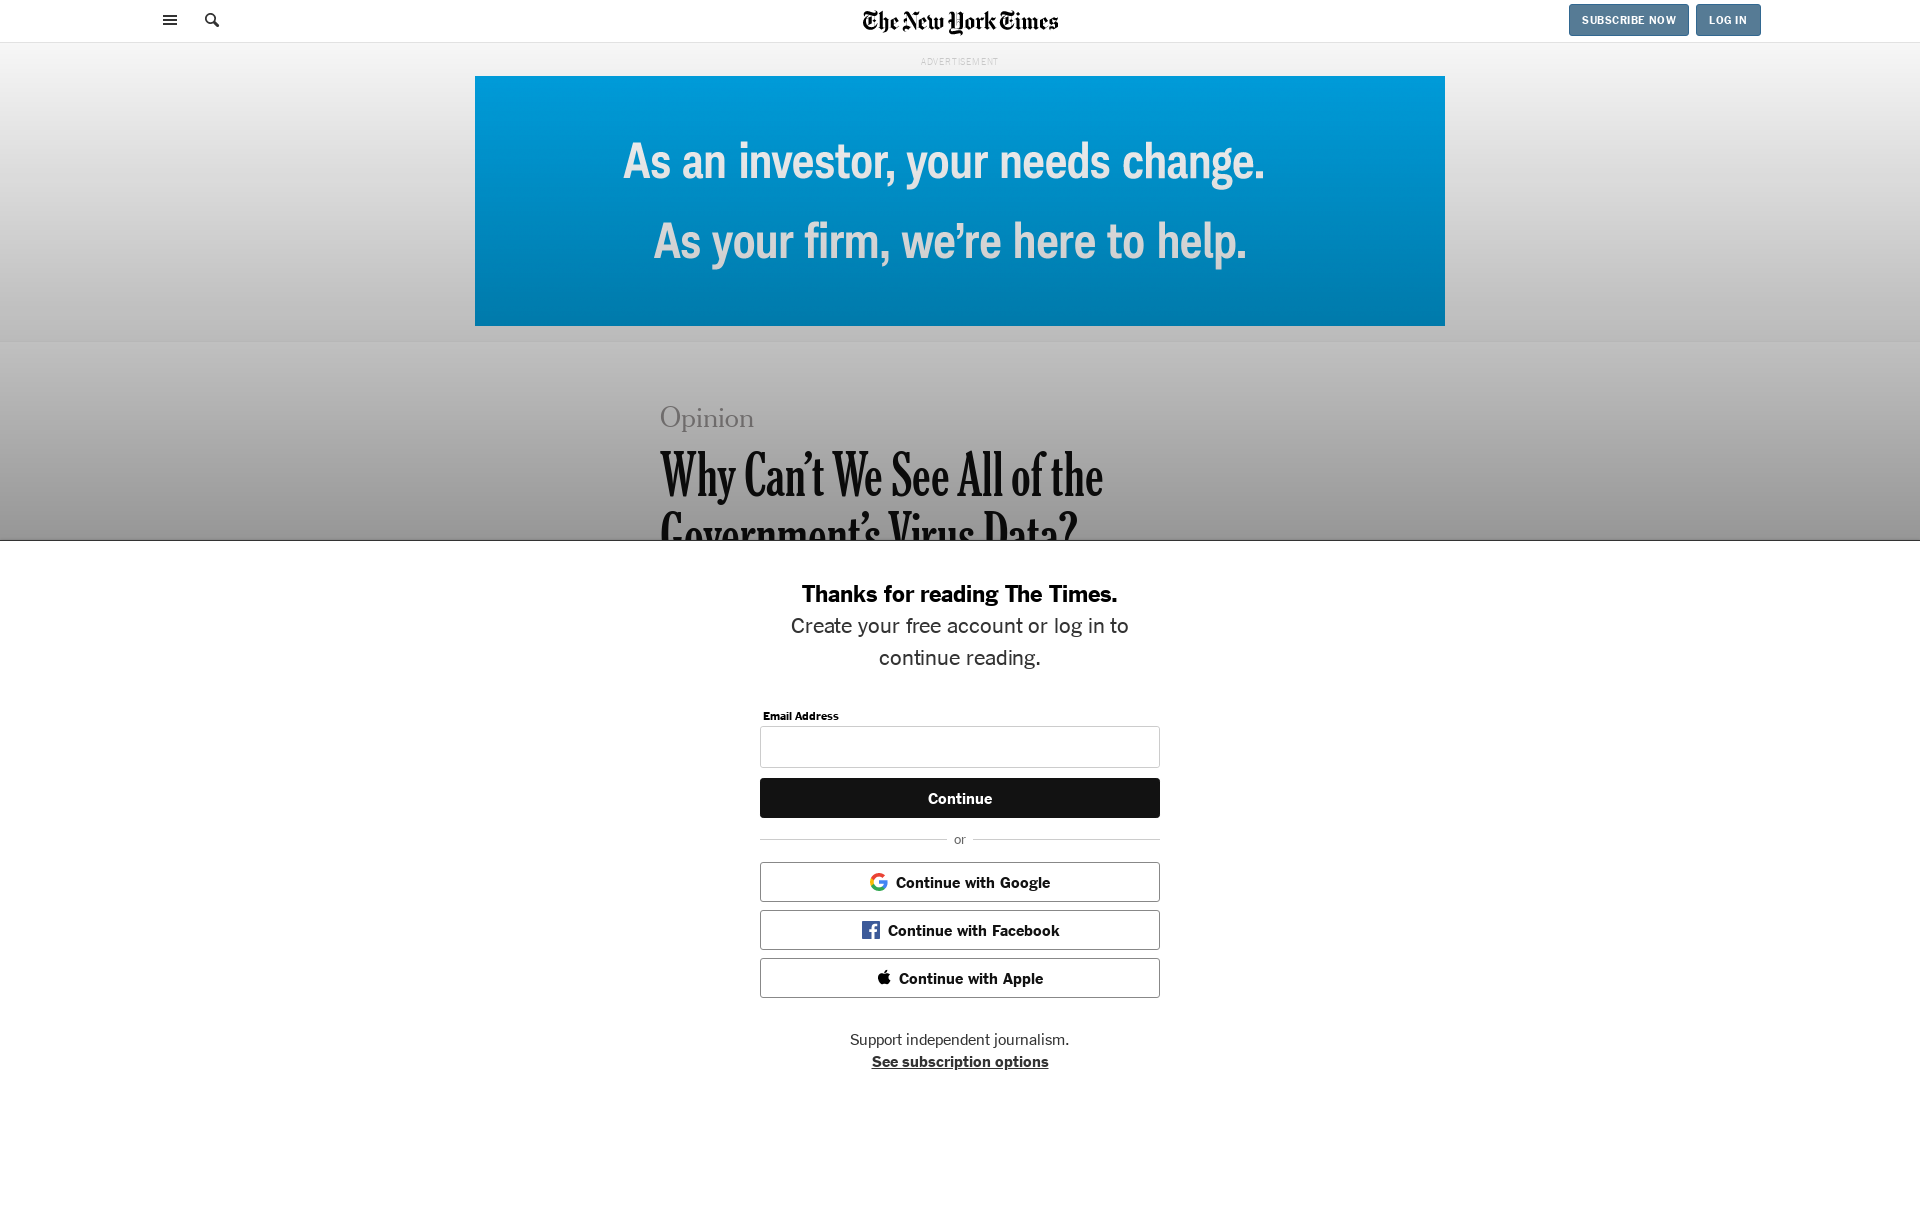 The New York Times
SUBSCRIBE NOW
LOG IN
ADVERTISEMENT
As an investor, your needs change.
As your firm, we’re here to help.
Opinion
Why Can’t We See All of the
Government’s Virus Data?
Thanks for reading The Times.
Create your free account or log in to
continue reading.
Email Address
Continue
or
Continue with Google
Continue with Facebook
Continue with Apple
Support independent journalism.
See subscription options